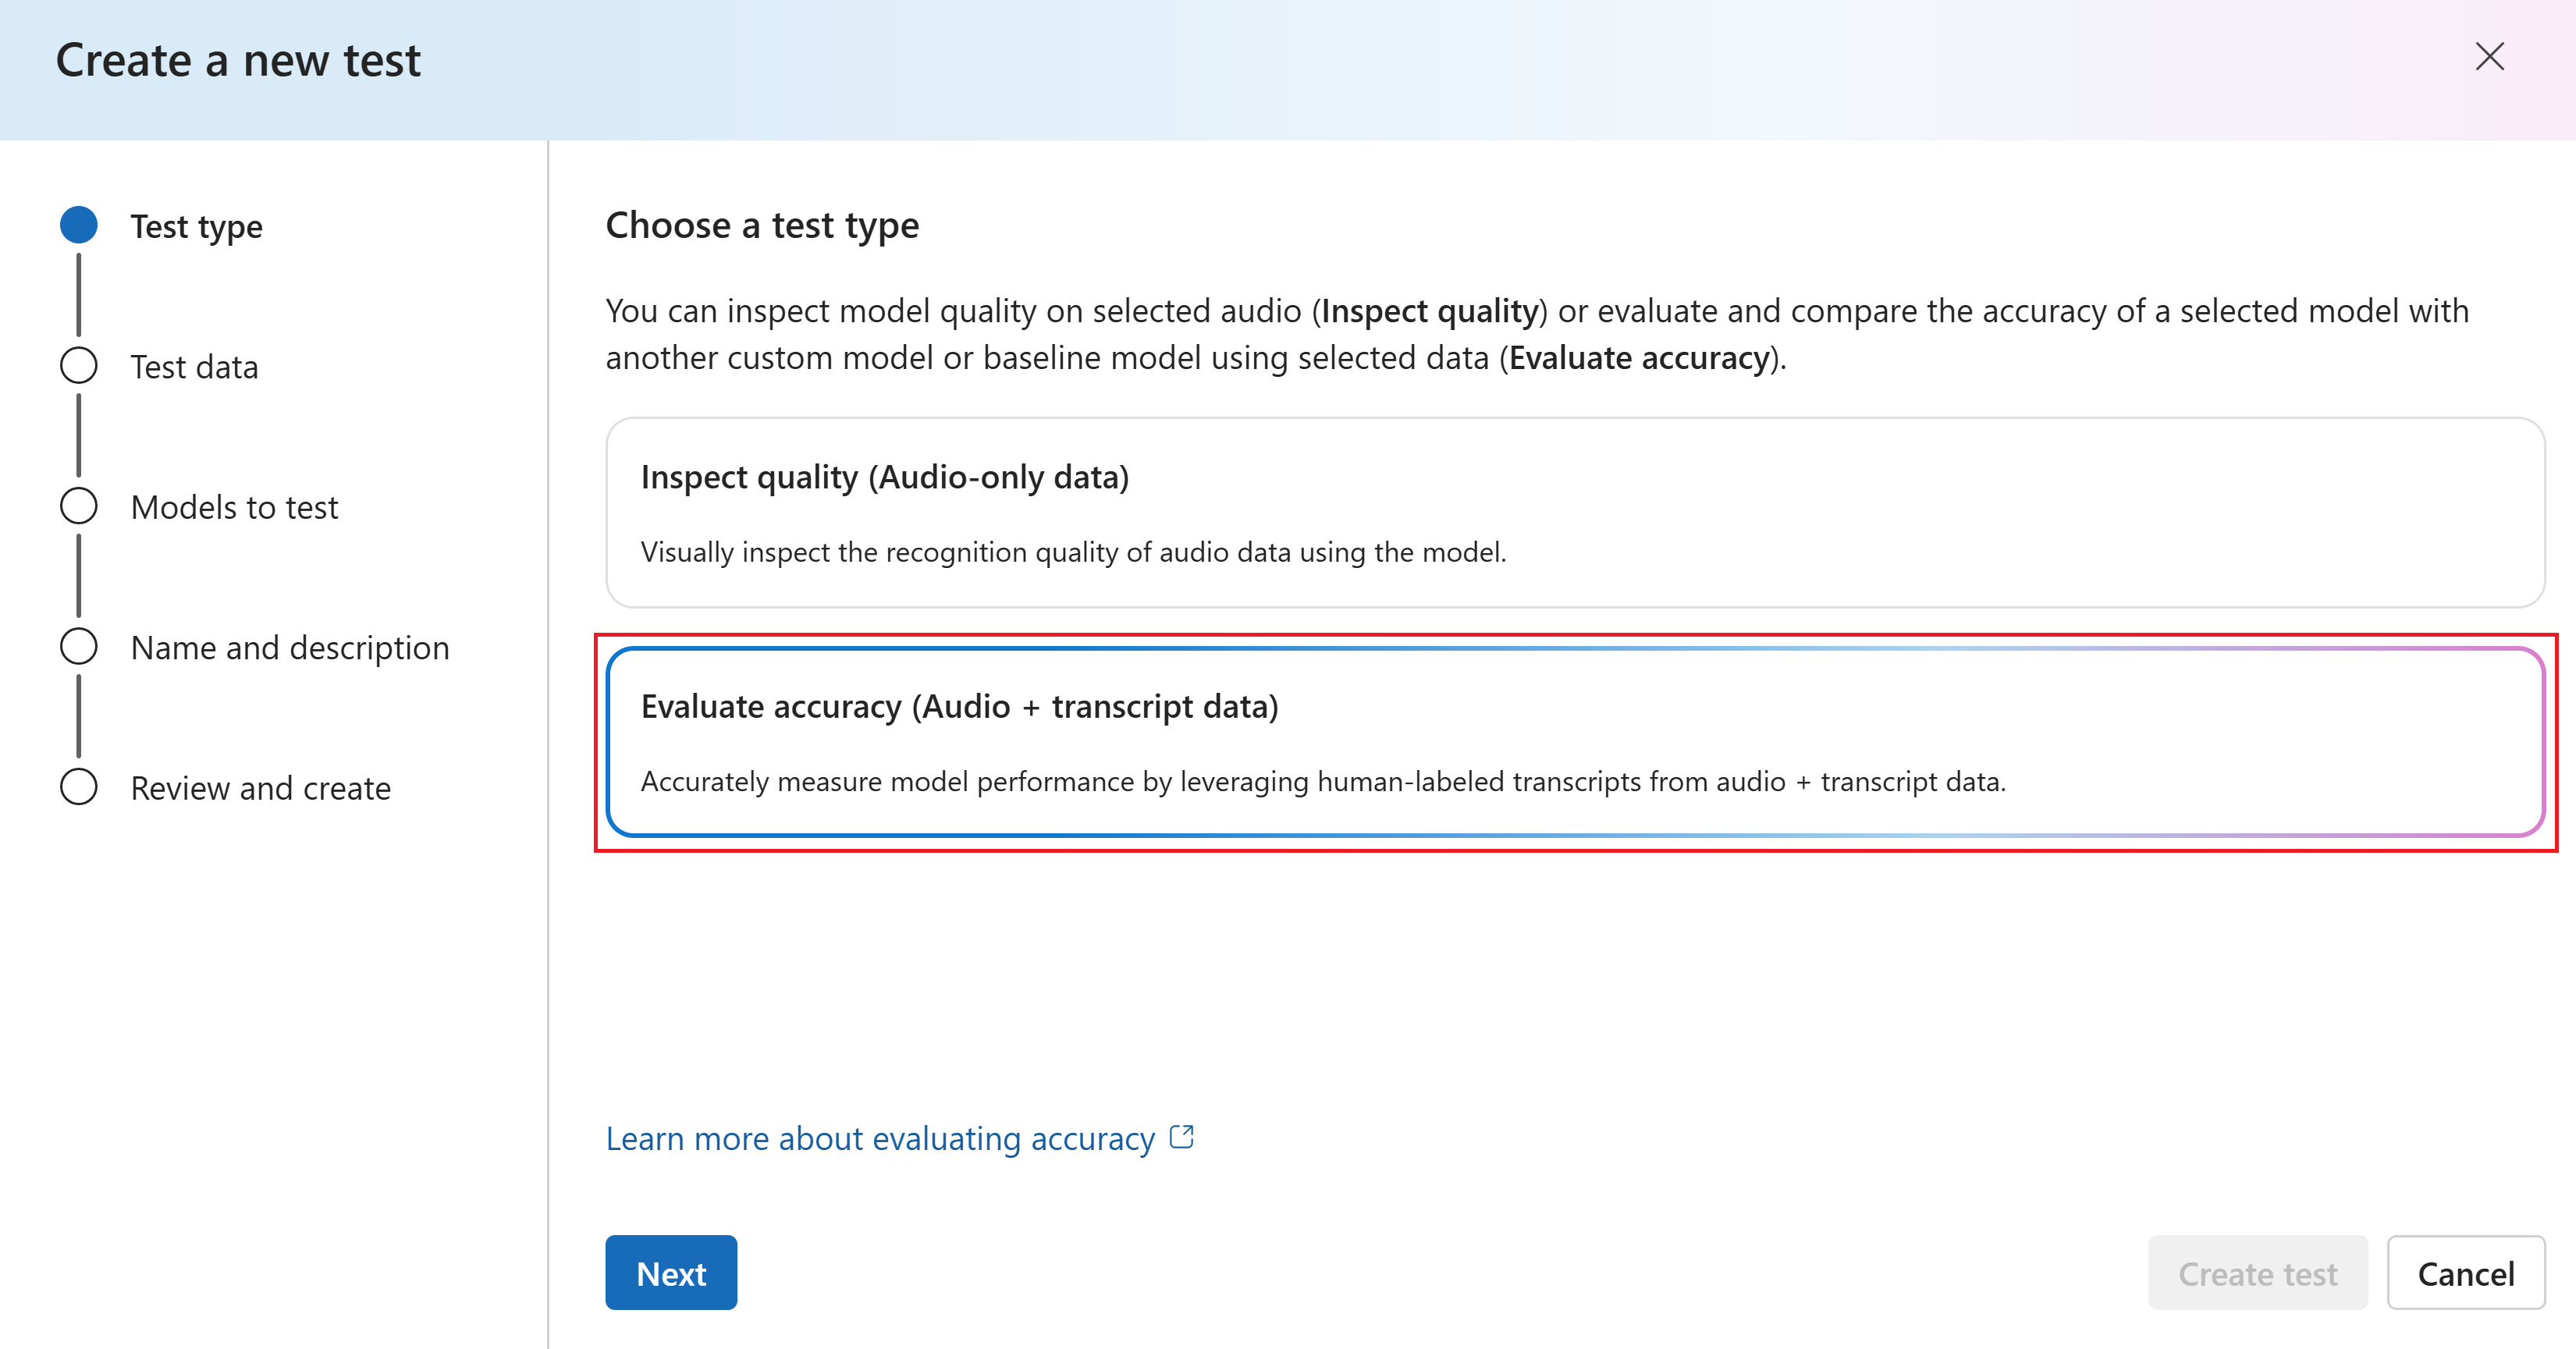 Create a new test
Test type
Test data
Models to test
Name and description
Review and create
Choose a test type
You can inspect model quality on selected audio (Inspect quality) or evaluate and compare the accuracy of a selected model with
another custom model or baseline model using selected data (Evaluate accuracy).
Inspect quality (Audio-only data)
Visually inspect the recognition quality of audio data using the model.
Evaluate accuracy (Audio + transcript data)
Accurately measure model performance by leveraging human-labeled transcripts from audio + transcript data.
Learn more about evaluating accuracy
Next
Create test
Cancel